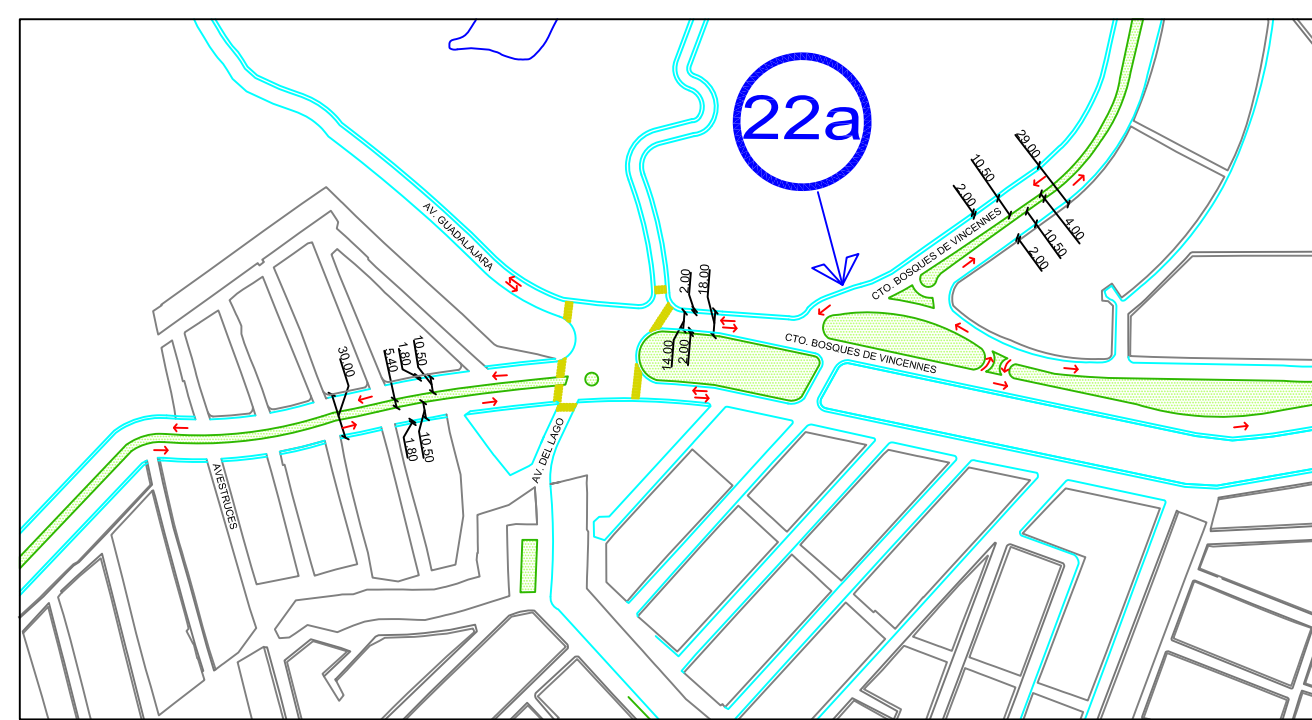 22a
29.00
10.50
2.00
4.00
10.50
2.00
CTO. BOSQUES DE VINCENNES
AV. GUADALAJARA
2.00
18.00
14.00
2.00
CTO. BOSQUES DE VINCENNES
30.00
5.40
1.80
10.50
1.80
10.50
AV. DEL LAGO
AVESTRUCES